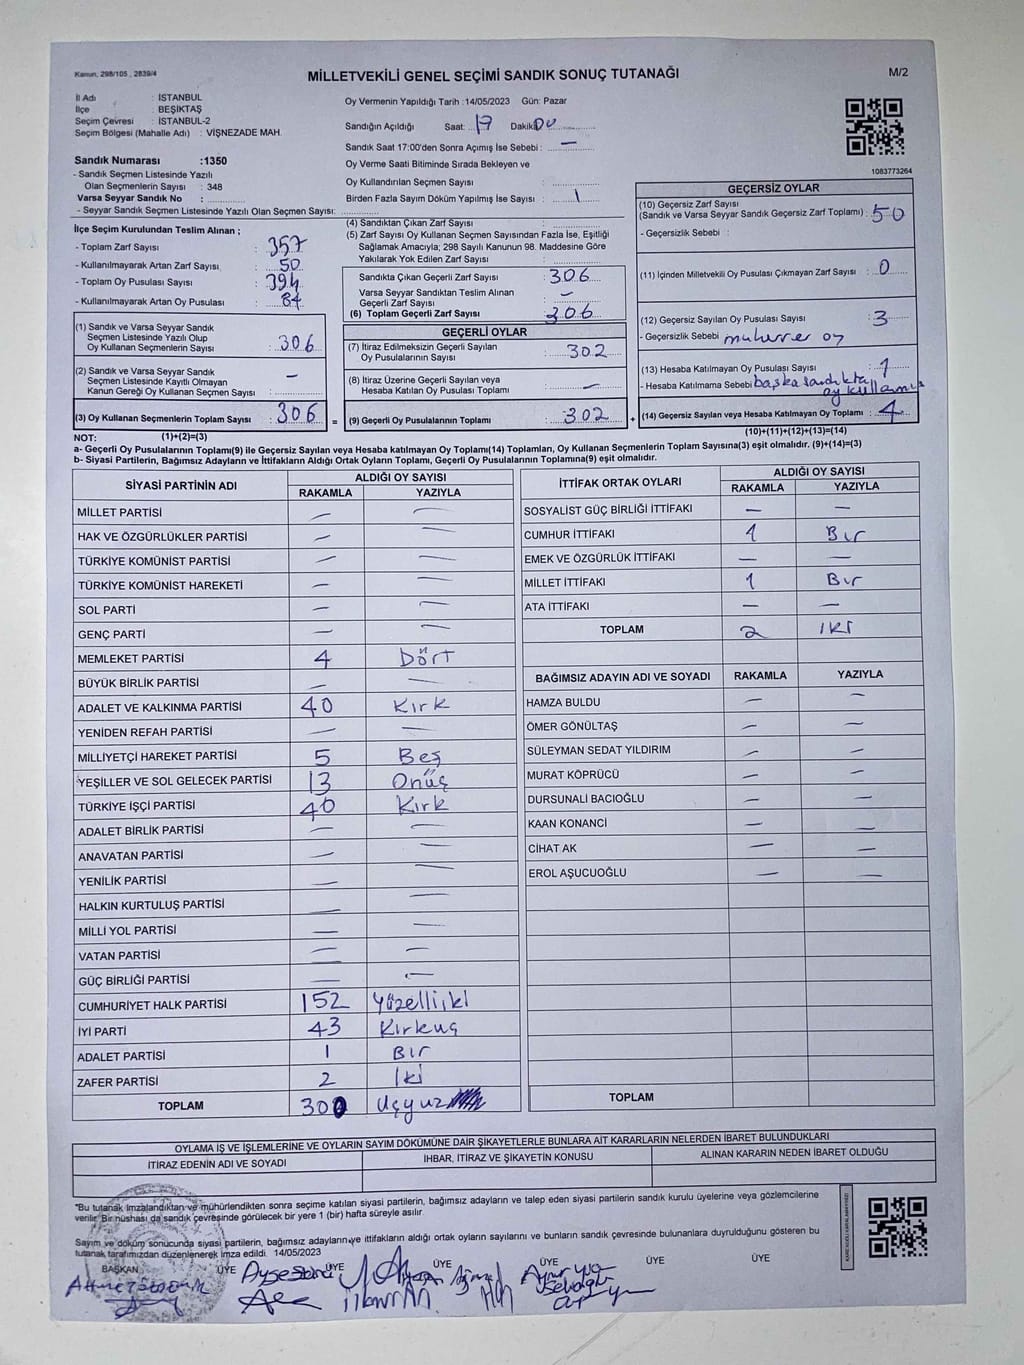 Kanun, 298/105 , 2839/4
MİLLETVEKİLİ GENEL SEÇİMİ SANDIK SONUÇ TUTANAĞI
M/2
İl Adı : İSTANBUL
İlçe : BEŞİKTAŞ
Seçim Çevresi : İSTANBUL-2
Seçim Bölgesi (Mahalle Adı) : VİŞNEZADE MAH.
Oy Vermenin Yapıldığı Tarih :14/05/2023 Gün: Pazar
Sandığın Açıldığı Saat: 17 Dakika
Sandık Saat 17:00'den Sonra Açımış İse Sebebi : —
Oy Verme Saati Bitiminde Sırada Bekleyen ve
Oy Kullandırılan Seçmen Sayısı :
Birden Fazla Sayım Döküm Yapılmış İse Sayısı : \
Sandık Numarası :1350
- Sandık Seçmen Listesinde Yazılı
Olan Seçmenlerin Sayısı : 348
Varsa Seyyar Sandık No :
- Seyyar Sandık Seçmen Listesinde Yazılı Olan Seçmen Sayısı:
1083773264
İlçe Seçim Kurulundan Teslim Alınan ;
- Toplam Zarf Sayısı : 357
- Kullanılmayarak Artan Zarf Sayısı : 50
- Toplam Oy Pusulası Sayısı : 394
- Kullanılmayarak Artan Oy Pusulası : 84
(1) Sandık ve Varsa Seyyar Sandık
Seçmen Listesinde Yazılı Olup
Oy Kullanan Seçmenlerin Sayısı : 306
(2) Sandık ve Varsa Seyyar Sandık
Seçmen Listesinde Kayıtlı Olmayan
Kanun Gereği Oy Kullanan Seçmen Sayısı : —
(3) Oy Kullanan Seçmenlerin Toplam Sayısı : 306
(4) Sandıktan Çıkan Zarf Sayısı :
(5) Zarf Sayısı Oy Kullanan Seçmen Sayısından Fazla İse, Eşitliği
Sağlamak Amacıyla; 298 Sayılı Kanunun 98. Maddesine Göre
Yakılarak Yok Edilen Zarf Sayısı :
Sandıkta Çıkan Geçerli Zarf Sayısı : 306
Varsa Seyyar Sandıktan Teslim Alınan
Geçerli Zarf Sayısı : —
(6) Toplam Geçerli Zarf Sayısı : 306
GEÇERLİ OYLAR
(7) İtiraz Edilmeksizin Geçerli Sayılan
Oy Pusulalarının Sayısı : 302
(8) İtiraz Üzerine Geçerli Sayılan veya
Hesaba Katılan Oy Pusulası Toplamı : —
= (9) Geçerli Oy Pusulalarının Toplamı : 302 +
GEÇERSİZ OYLAR
(10) Geçersiz Zarf Sayısı
(Sandık ve Varsa Seyyar Sandık Geçersiz Zarf Toplamı) : 50
- Geçersizlik Sebebi :
(11) İçinden Milletvekili Oy Pusulası Çıkmayan Zarf Sayısı : 0
(12) Geçersiz Sayılan Oy Pusulası Sayısı : 3
- Geçersizlik Sebebi : oy
(13) Hesaba Katılmayan Oy Pusulası Sayısı : 1
- Hesaba Katılmama Sebebi : başka sandıkta
oy kullanmış
(14) Geçersiz Sayılan veya Hesaba Katılmayan Oy Toplamı : 4
NOT: (1)+(2)=(3)
(10)+(11)+(12)+(13)=(14)
a- Geçerli Oy Pusulalarının Toplamı(9) ile Geçersiz Sayılan veya Hesaba katılmayan Oy Toplamı(14) Toplamları, Oy Kullanan Seçmenlerin Toplam Sayısına(3) eşit olmalıdır. (9)+(14)=(3)
b- Siyasi Partilerin, Bağımsız Adayların ve İttifakların Aldığı Ortak Oyların Toplamı, Geçerli Oy Pusulalarının Toplamına(9) eşit olmalıdır.
SİYASİ PARTİNİN ADI ALDIĞI OY SAYISI
RAKAMLA YAZIYLA
MİLLET PARTİSİ — —
HAK VE ÖZGÜRLÜKLER PARTİSİ — —
TÜRKİYE KOMÜNİST PARTİSİ — —
TÜRKİYE KOMÜNİST HAREKETİ — —
SOL PARTİ — —
GENÇ PARTİ — —
MEMLEKET PARTİSİ 4 Dört
BÜYÜK BİRLİK PARTİSİ — —
ADALET VE KALKINMA PARTİSİ 40 Kırk
YENİDEN REFAH PARTİSİ — —
MİLLİYETÇİ HAREKET PARTİSİ 5 Beş
YEŞİLLER VE SOL GELECEK PARTİSİ 13 Onüç
TÜRKİYE İŞÇİ PARTİSİ 40 Kırk
ADALET BİRLİK PARTİSİ — —
ANAVATAN PARTİSİ — —
YENİLİK PARTİSİ — —
HALKIN KURTULUŞ PARTİSİ — —
MİLLİ YOL PARTİSİ — —
VATAN PARTİSİ — —
GÜÇ BİRLİĞİ PARTİSİ — —
CUMHURİYET HALK PARTİSİ 152 Yüzelliiki
İYİ PARTİ 43 Kırkuç
ADALET PARTİSİ 1 Bir
ZAFER PARTİSİ 2 İki
TOPLAM 300 Üçyuz
İTTİFAK ORTAK OYLARI ALDIĞI OY SAYISI
RAKAMLA YAZIYLA
SOSYALİST GÜÇ BİRLİĞİ İTTİFAKI — —
CUMHUR İTTİFAKI 1 Bır
EMEK VE ÖZGÜRLÜK İTTİFAKI — —
MİLLET İTTİFAKI 1 Bır
ATA İTTİFAKI — —
TOPLAM 2 İKİ
BAĞIMSIZ ADAYIN ADI VE SOYADI RAKAMLA YAZIYLA
HAMZA BULDU — —
ÖMER GÖNÜLTAŞ — —
SÜLEYMAN SEDAT YILDIRIM — —
MURAT KÖPRÜCÜ — —
DURSUNALİ BACIOĞLU — —
KAAN KONANCİ — —
CİHAT AK — —
EROL AŞUCUOĞLU — —
TOPLAM
OYLAMA İŞ VE İŞLEMLERİNE VE OYLARIN SAYIM DÖKÜMÜNE DAİR ŞİKAYETLERLE BUNLARA AİT KARARLARIN NELERDEN İBARET BULUNDUKLARI
İTİRAZ EDENİN ADI VE SOYADI İHBAR, İTİRAZ VE ŞİKAYETİN KONUSU ALINAN KARARIN NEDEN İBARET OLDUĞU
"Bu tutanak imzalandıktan ve mühürlendikten sonra seçime katılan siyasi partilerin, bağımsız adayların ve talep eden siyasi partilerin sandık kurulu üyelerine veya gözlemcilerine
verilir. Bir nüshası da sandık çevresinde görülecek bir yere 1 (bir) hafta süreyle asılır.
Sayım ve döküm sonucunda siyasi partilerin, bağımsız adayların ve ittifakların aldığı ortak oyların sayılarını ve bunların sandık çevresinde bulunanlara duyrulduğunu gösteren bu
tutanak tarafımızdan düzenlenerek imza edildi. 14/05/2023
BAŞKAN ÜYE ÜYE ÜYE ÜYE ÜYE ÜYE